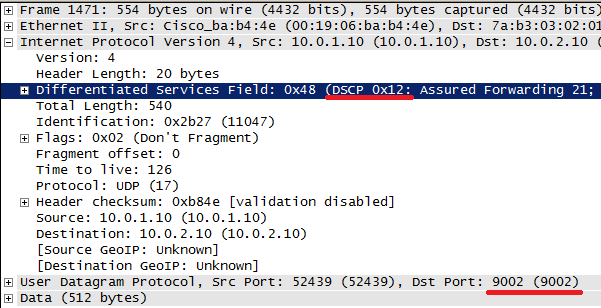 Frame 1471: 554 bytes on wire (4432 bits), 554 bytes captured (4432 bits)
Ethernet II, Src: Cisco_ba:b4:4e (00:19:06:ba:b4:4e), Dst: 7a:b3:03:02:01
Internet Protocol Version 4, Src: 10.0.1.10 (10.0.1.10), Dst: 10.0.2.10 (
Version: 4
Header Length: 20 bytes
Differentiated Services Field: 0x48 (DSCP 0x12: Assured Forwarding 21;
Total Length: 540
Identification: 0x2b27 (11047)
Flags: 0x02 (Don't Fragment)
Fragment offset: 0
Time to live: 126
Protocol: UDP (17)
Header checksum: 0xb84e [validation disabled]
Source: 10.0.1.10 (10.0.1.10)
Destination: 10.0.2.10 (10.0.2.10)
[Source GeoIP: Unknown]
[Destination GeoIP: Unknown]
User Datagram Protocol, Src Port: 52439 (52439), Dst Port: 9002 (9002)
Data (512 bytes)